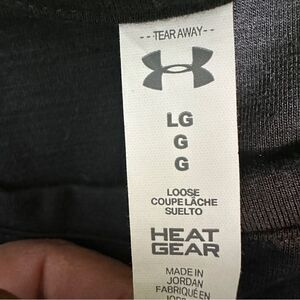 -- TEAR AWAY --
LG
G
G
LOOSE
COUPE LÂCHE
SUELTO
HEAT
GEAR
MADE IN
JORDAN
FABRIQUÉ EN